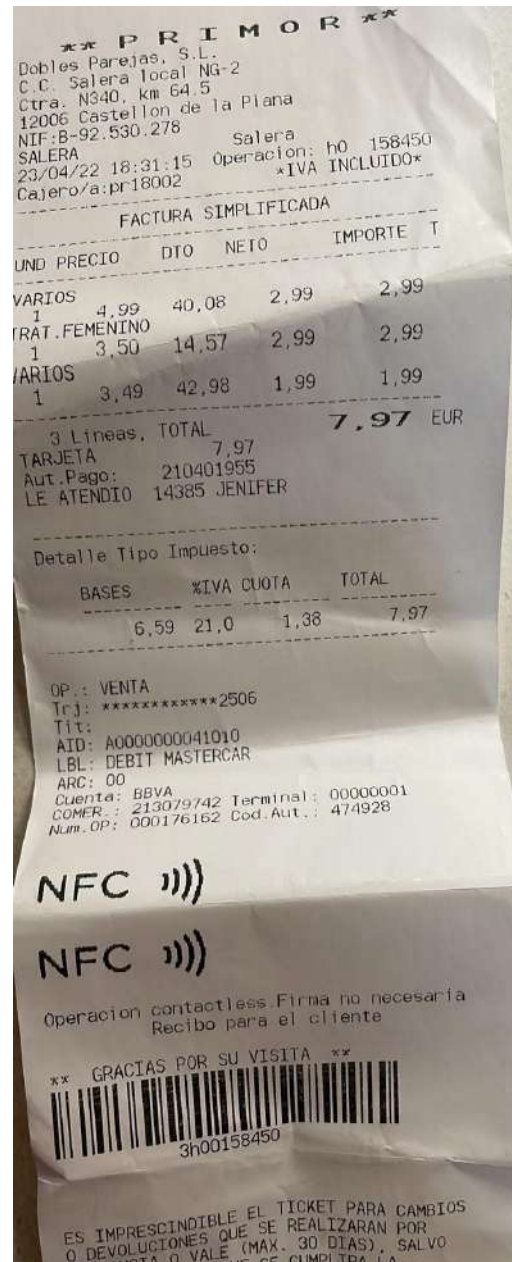 ** P R I M O R **
Dobles Parejas, S.L.
C.C. Salera local NG-2
Ctra. N340, km 64.5
12006 Castellon de la Plana
NIF:B-92.530.278
SALERA Salera
23/04/22 18:31:15 Operacion: h0 158450
Cajero/a:pr18002 *IVA INCLUIDO*
FACTURA SIMPLIFICADA
UND PRECIO DTO NETO IMPORTE T
VARIOS
1 4,99 40,08 2,99 2,99
TRAT.FEMENINO
1 3,50 14,57 2,99 2,99
VARIOS
1 3,49 42,98 1,99 1,99
3 Lineas, TOTAL 7,97 EUR
TARJETA 7,97
Aut.Pago: 210401955
LE ATENDIO 14385 JENIFER
Detalle Tipo Impuesto:
BASES %IVA CUOTA TOTAL
6,59 21,0 1,38 7,97
OP.: VENTA
Trj: ************2506
Tit:
AID: A0000000041010
LBL: DEBIT MASTERCAR
ARC: 00
Cuenta: BBVA
COMER.: 213079742 Terminal: 00000001
Num.OP: 000176162 Cod.Aut.: 474928
NFC
NFC
Operacion contactless.Firma no necesaria
Recibo para el cliente
** GRACIAS POR SU VISITA **
3h00158450
ES IMPRESCINDIBLE EL TICKET PARA CAMBIOS
O DEVOLUCIONES QUE SE REALIZARAN POR
O VALE (MAX. 30 DIAS), SALVO
SE CUMPLIRA LA